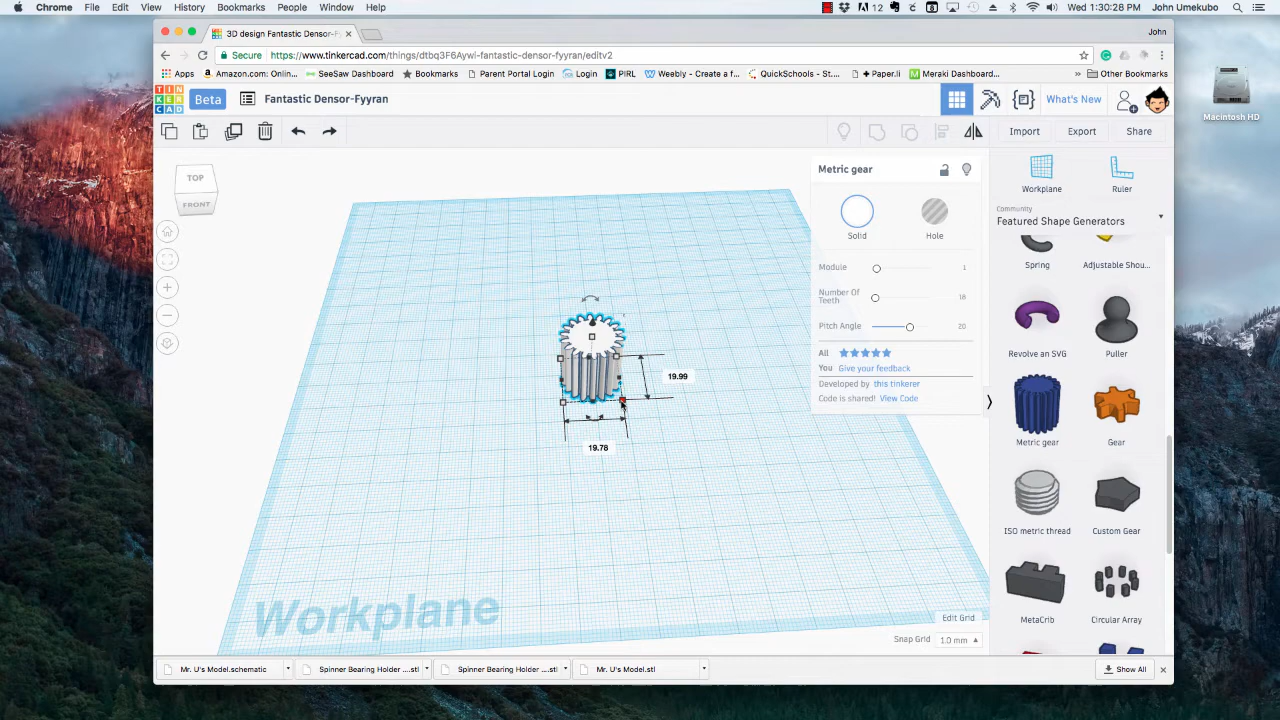 Chrome File Edit View History Bookmarks People Window Help 12 8 Wed 1:30:28 PM John Umekubo
3D design Fantastic Densor-F John
Secure https://www.tinkercad.com/things/dtbq3F6Aywi-fantastic-densor-fyyran/editv2
Apps Amazon.com: Onlin... SeeSaw Dashboard Bookmarks Parent Portal Login Login PIRL Weebly - Create a f... QuickSchools - St.... + Paper.li Meraki Dashboard... » Other Bookmarks
TIN KER CAD Beta Fantastic Densor-Fyyran What's New
Import Export Share
Macintosh HD
TOP
FRONT
Metric gear
Solid Hole
Module 1
Number Of Teeth 18
Pitch Angle 20
All
You Give your feedback
Developed by this tinkerer
Code is shared! View Code
Workplane Ruler
Community
Featured Shape Generators
Spring Adjustable Shou...
Revolve an SVG Puller
Metric gear Gear
ISO metric thread Custom Gear
MetaCrib Circular Array
19.99
19.78
Workplane
Edit Grid
Snap Grid 1.0 mm
Mr. U's Model.schematic Spinner Bearing Holder ....stl Spinner Bearing Holder ....stl Mr. U's Model.stl Show All